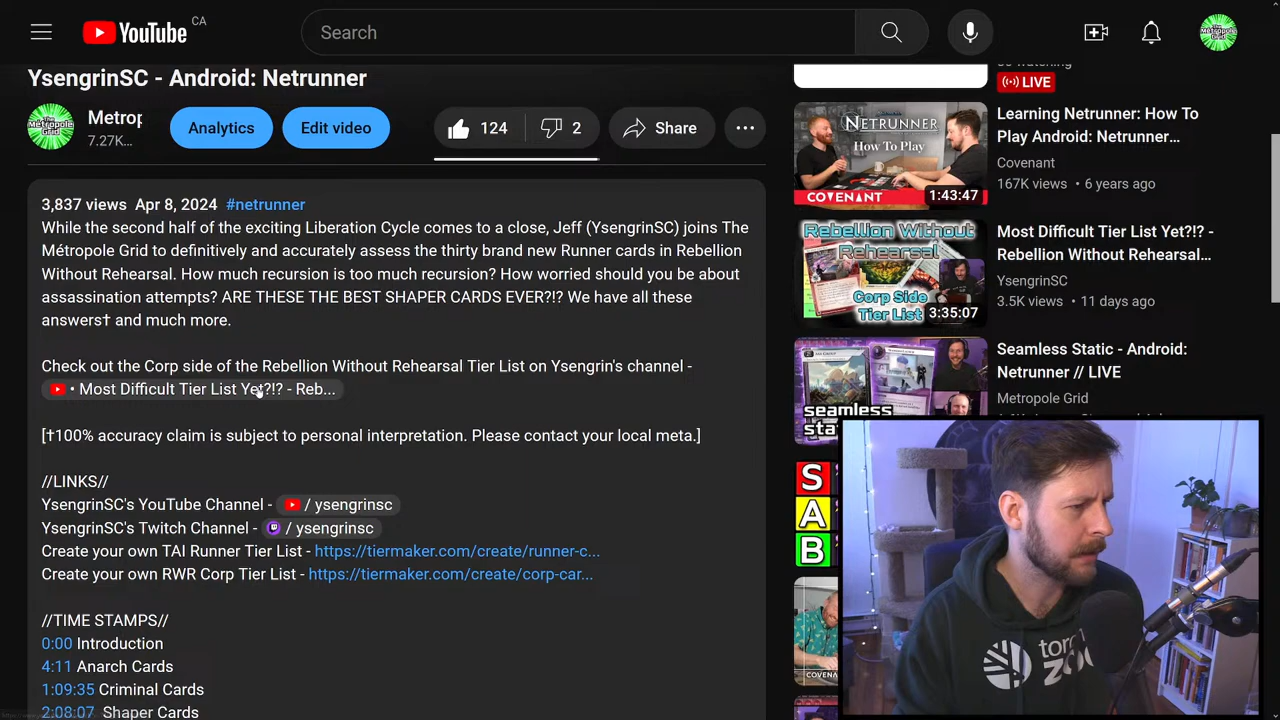 YouTube CA
Search
YsengrinSC - Android: Netrunner
Metrop
7.27K...
Analytics
Edit video
124
2
Share
3,837 views Apr 8, 2024 #netrunner
While the second half of the exciting Liberation Cycle comes to a close, Jeff (YsengrinSC) joins The
Métropole Grid to definitively and accurately assess the thirty brand new Runner cards in Rebellion
Without Rehearsal. How much recursion is too much recursion? How worried should you be about
assassination attempts? ARE THESE THE BEST SHAPER CARDS EVER?!? We have all these
answers† and much more.
Check out the Corp side of the Rebellion Without Rehearsal Tier List on Ysengrin's channel -
• Most Difficult Tier List Yet?!? - Reb...
[†100% accuracy claim is subject to personal interpretation. Please contact your local meta.]
//LINKS//
YsengrinSC's YouTube Channel - / ysengrinsc
YsengrinSC's Twitch Channel - / ysengrinsc
Create your own TAI Runner Tier List - https://tiermaker.com/create/runner-c...
Create your own RWR Corp Tier List - https://tiermaker.com/create/corp-car...
//TIME STAMPS//
0:00 Introduction
4:11 Anarch Cards
1:09:35 Criminal Cards
2:08:07 Shaper Cards
LIVE
NETRUNNER
How To Play
COVENANT
1:43:47
Learning Netrunner: How To
Play Android: Netrunner...
Covenant
167K views • 6 years ago
Rebellion Without
Rehearsal
Corp Side
Tier List
3:35:07
Most Difficult Tier List Yet?!? -
Rebellion Without Rehearsal...
YsengrinSC
3.5K views • 11 days ago
seamless
Seamless Static - Android:
Netrunner // LIVE
Metropole Grid
S
A
B